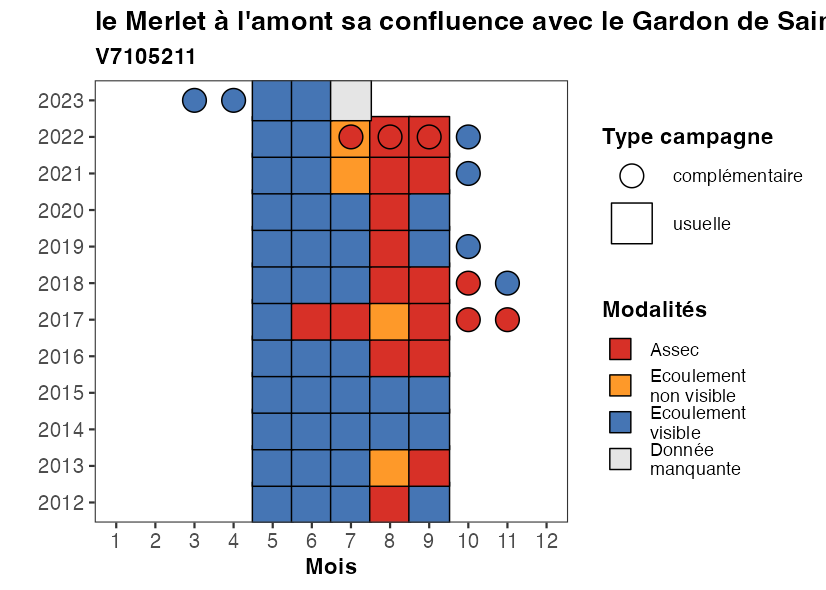 le Merlet à l'amont sa confluence avec le Gardon de Sai
V7105211
2023
2022
2021
2020
2019
2018
2017
2016
2015
2014
2013
2012
1 2 3 4 5 6 7 8 9 10 11 12
Mois
Type campagne
complémentaire
usuelle
Modalités
Assec
Ecoulement
non visible
Ecoulement
visible
Donnée
manquante